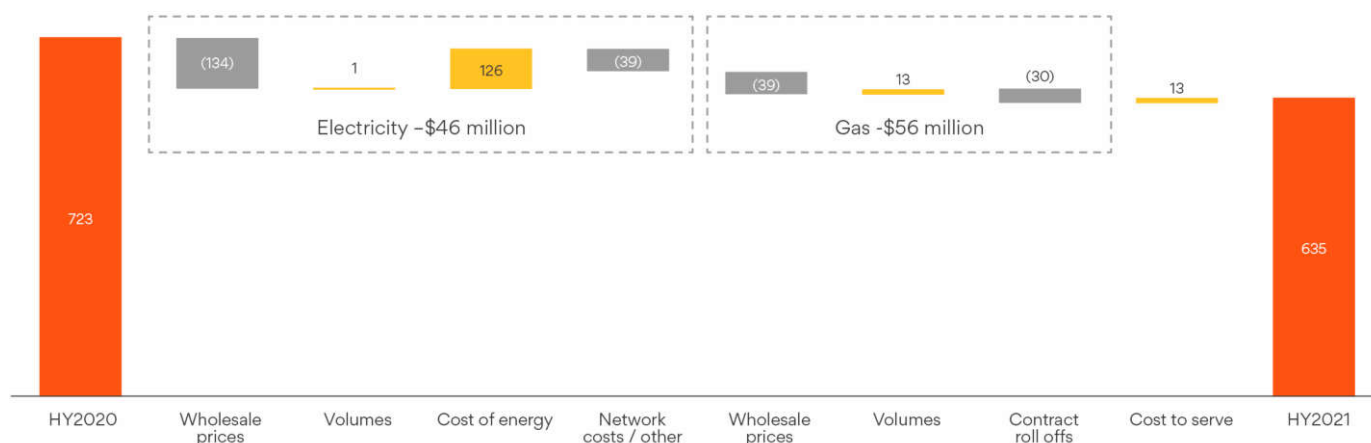 (134)
1
126
(39)
Electricity –$46 million
(39)
13
(30)
13
Gas -$56 million
723
635
HY2020
Wholesale
prices
Volumes
Cost of energy
Network
costs / other
Wholesale
prices
Volumes
Contract
roll offs
Cost to serve
HY2021